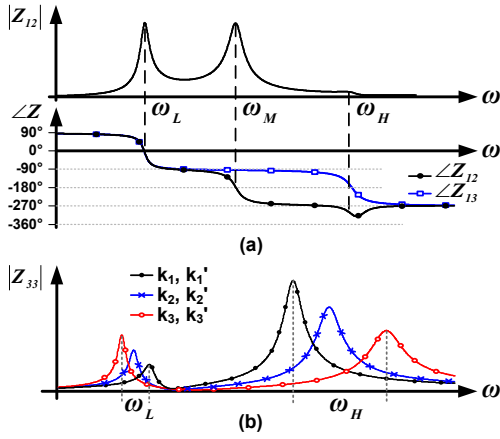 |Z12|
ω
ωL ωM ωH
∠Z
90°
0°
-90°
-180°
-270°
-360°
ω
∠Z12
∠Z13
(a)
|Z33|
k1, k1'
k2, k2'
k3, k3'
ω
ωL ωH
(b)